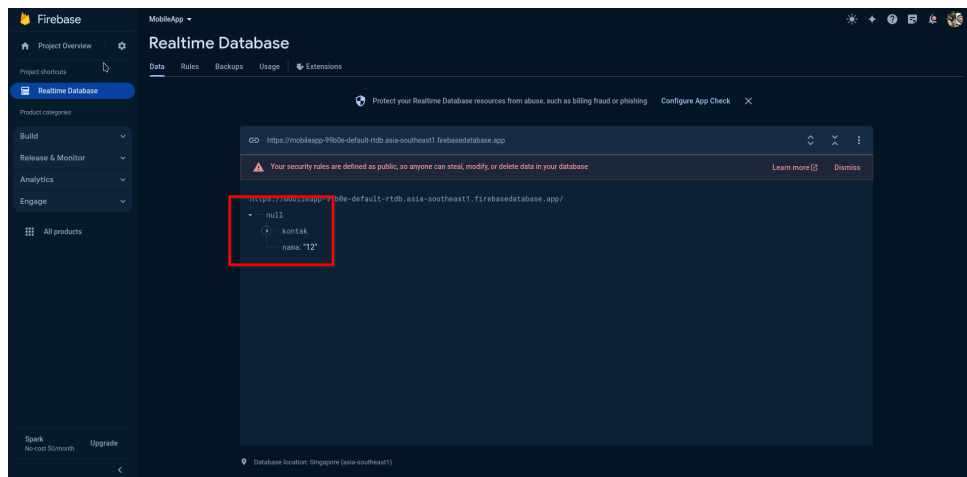 Firebase
MobileApp
Project Overview
Realtime Database
Project shortcuts
Data Rules Backups Usage Extensions
Realtime Database
Product categories
Protect your Realtime Database resources from abuse, such as billing fraud or phishing Configure App Check
Build
https://mobileapp-99b0e-default-rtdb.asia-southeast1.firebasedatabase.app
Release & Monitor
Your security rules are defined as public, so anyone can steal, modify, or delete data in your database Learn more Dismiss
Analytics
Engage
https://mobileapp-99b0e-default-rtdb.asia-southeast1.firebasedatabase.app/
null
kontak
nama: "12"
All products
Spark
No-cost $0/month
Upgrade
Database location: Singapore (asia-southeast1)